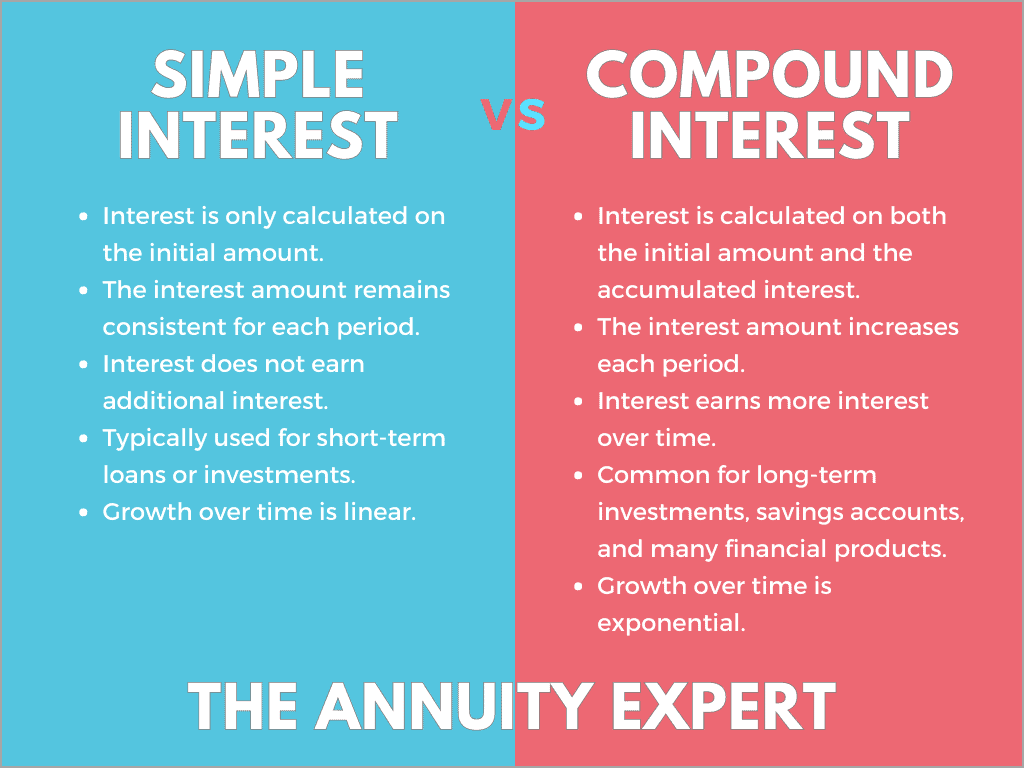 SIMPLE
INTEREST
VS
COMPOUND
INTEREST
• Interest is only calculated on
the initial amount.
• The interest amount remains
consistent for each period.
• Interest does not earn
additional interest.
• Typically used for short-term
loans or investments.
• Growth over time is linear.
• Interest is calculated on both
the initial amount and the
accumulated interest.
• The interest amount increases
each period.
• Interest earns more interest
over time.
• Common for long-term
investments, savings accounts,
and many financial products.
• Growth over time is
exponential.
THE ANNUITY EXPERT